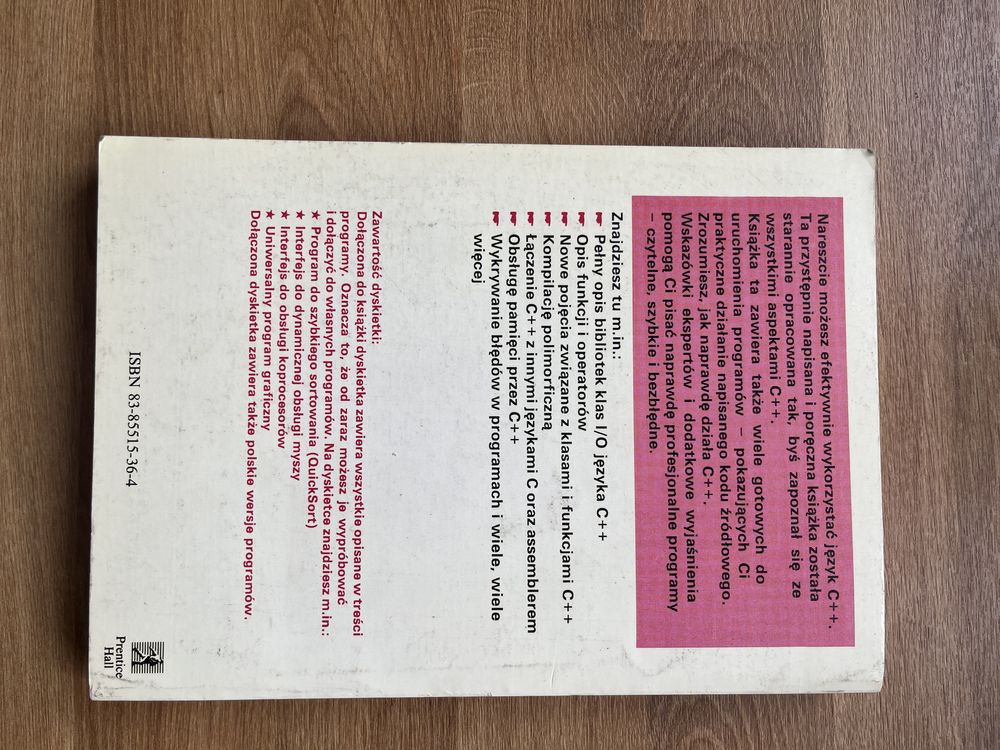 Nareszcie możesz efektywnie wykorzystać język C++.
Ta przystępnie napisana i poręczna książka została
starannie opracowana tak, byś zapoznał się ze
wszystkimi aspektami C++.
Książka ta zawiera także wiele gotowych do
uruchomienia programów – pokazujących Ci
praktyczne działanie napisanego kodu źródłowego.
Zrozumiesz, jak naprawdę działa C++.
Wskazówki ekspertów i dodatkowe wyjaśnienia
pomogą Ci pisać naprawdę profesjonalne programy
– czytelne, szybkie i bezbłędne.
Znajdziesz tu m.in.:
Pełny opis bibliotek klas I/O języka C++
Opis funkcji i operatorów
Nowe pojęcia związane z klasami i funkcjami C++
Kompilację polimorficzną
Łączenie C++ z innymi językami C oraz assemblerem
Obsługę pamięci przez C++
Wykrywanie błędów w programach i wiele, wiele
więcej
Zawartość dyskietki:
Dołączona do książki dyskietka zawiera wszystkie opisane w treści
programy. Oznacza to, że od zaraz możesz je wypróbować
i dołączyć do własnych programów. Na dyskietce znajdziesz m.in.:
★ Program do szybkiego sortowania (QuickSort)
★ Interfejs do dynamicznej obsługi myszy
★ Interfejs do obsługi koprocesorów
★ Uniwersalny program graficzny
Dołączona dyskietka zawiera także polskie wersje programów.
ISBN 83-85515-36-4
Prentice
Hall